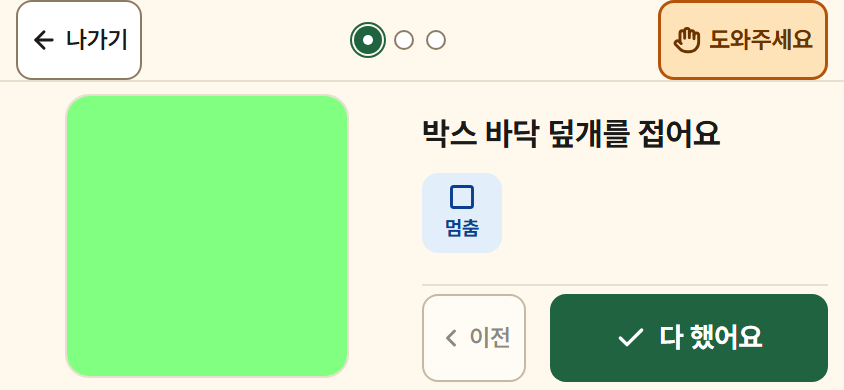 나가기
도와주세요
박스 바닥 덮개를 접어요
멈춤
이전
다 했어요